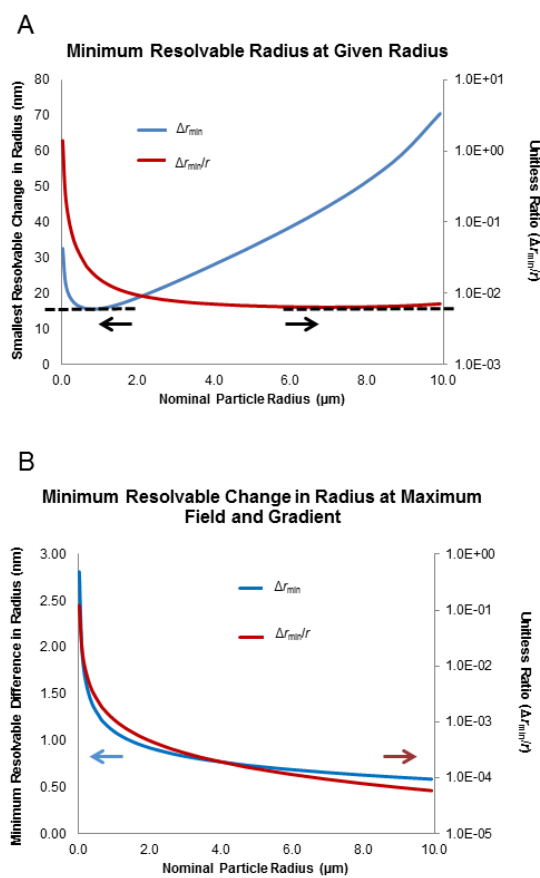 A
Minimum Resolvable Radius at Given Radius
Smallest Resolvable Change in Radius (nm)
80
70
60
50
40
30
20
10
0
Δrmin
Δrmin/r
1.0E+01
1.0E+00
1.0E-01
1.0E-02
1.0E-03
Unitless Ratio (Δrmin/r)
0.0 2.0 4.0 6.0 8.0 10.0
Nominal Particle Radius (µm)
B
Minimum Resolvable Change in Radius at Maximum
Field and Gradient
Minimum Resolvable Difference in Radius (nm)
3.00
2.50
2.00
1.50
1.00
0.50
0.00
Δrmin
Δrmin/r
1.0E+00
1.0E-01
1.0E-02
1.0E-03
1.0E-04
1.0E-05
Unitless Ratio (Δrmin/r)
0.0 2.0 4.0 6.0 8.0 10.0
Nominal Particle Radius (µm)